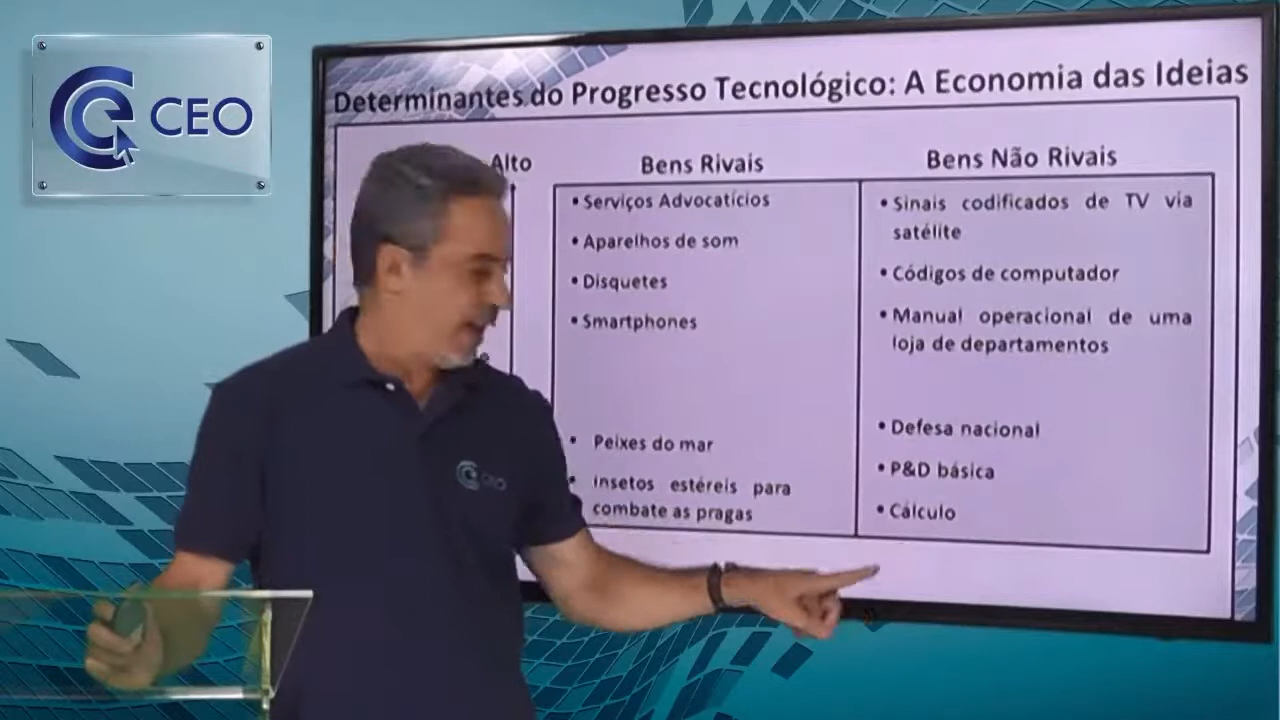 CEO
Determinantes do Progresso Tecnológico: A Economia das Ideias
Alto
Bens Rivais
Bens Não Rivais
• Serviços Advocatícios
• Aparelhos de som
• Disquetes
• Smartphones
• Peixes do mar
• insetos estéreis para
combate as pragas
• Sinais codificados de TV via
satélite
• Códigos de computador
• Manual operacional de uma
loja de departamentos
• Defesa nacional
• P&D básica
• Cálculo
CEO